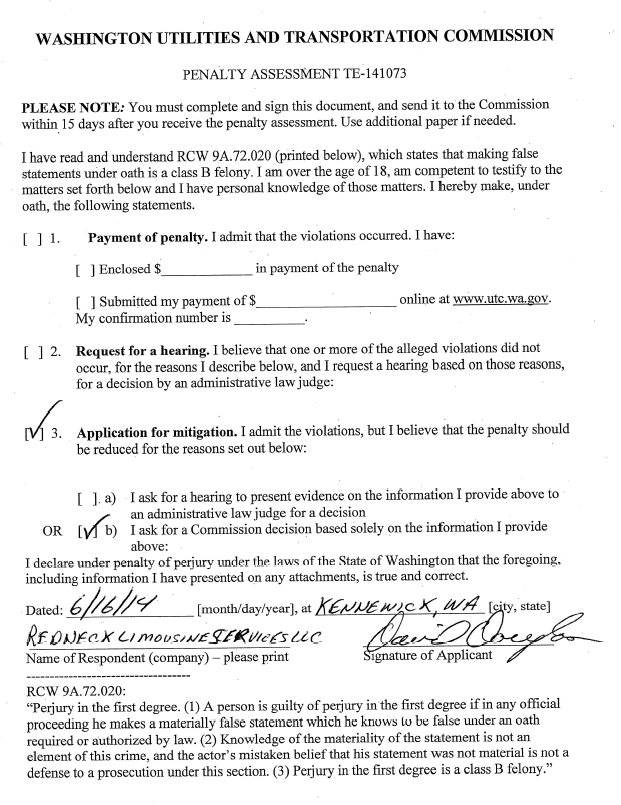 WASHINGTON UTILITIES AND TRANSPORTATION COMMISSION
PENALTY ASSESSMENT TE-141073
PLEASE NOTE: You must complete and sign this document, and send it to the Commission
within 15 days after you receive the penalty assessment. Use additional paper if needed.
I have read and understand RCW 9A.72.020 (printed below), which states that making false
statements under oath is a class B felony. I am over the age of 18, am competent to testify to the
matters set forth below and I have personal knowledge of those matters. I hereby make, under
oath, the following statements.
[ ] 1. Payment of penalty. I admit that the violations occurred. I have:
[ ] Enclosed $____________ in payment of the penalty
[ ] Submitted my payment of $__________________ online at www.utc.wa.gov.
My confirmation number is _________.
[ ] 2. Request for a hearing. I believe that one or more of the alleged violations did not
occur, for the reasons I describe below, and I request a hearing based on those reasons,
for a decision by an administrative law judge:
[✓] 3. Application for mitigation. I admit the violations, but I believe that the penalty should
be reduced for the reasons set out below:
[ ] a) I ask for a hearing to present evidence on the information I provide above to
an administrative law judge for a decision
OR [✓] b) I ask for a Commission decision based solely on the information I provide
above:
I declare under penalty of perjury under the laws of the State of Washington that the foregoing,
including information I have presented on any attachments, is true and correct.
Dated: 6/16/14 [month/day/year], at KENNEWICK, WA [city, state]
REDNECK LIMOUSINE SERVICES LLC
Name of Respondent (company) – please print Signature of Applicant
-----------------------------------
RCW 9A.72.020:
“Perjury in the first degree. (1) A person is guilty of perjury in the first degree if in any official
proceeding he makes a materially false statement which he knows to be false under an oath
required or authorized by law. (2) Knowledge of the materiality of the statement is not an
element of this crime, and the actor's mistaken belief that his statement was not material is not a
defense to a prosecution under this section. (3) Perjury in the first degree is a class B felony.”